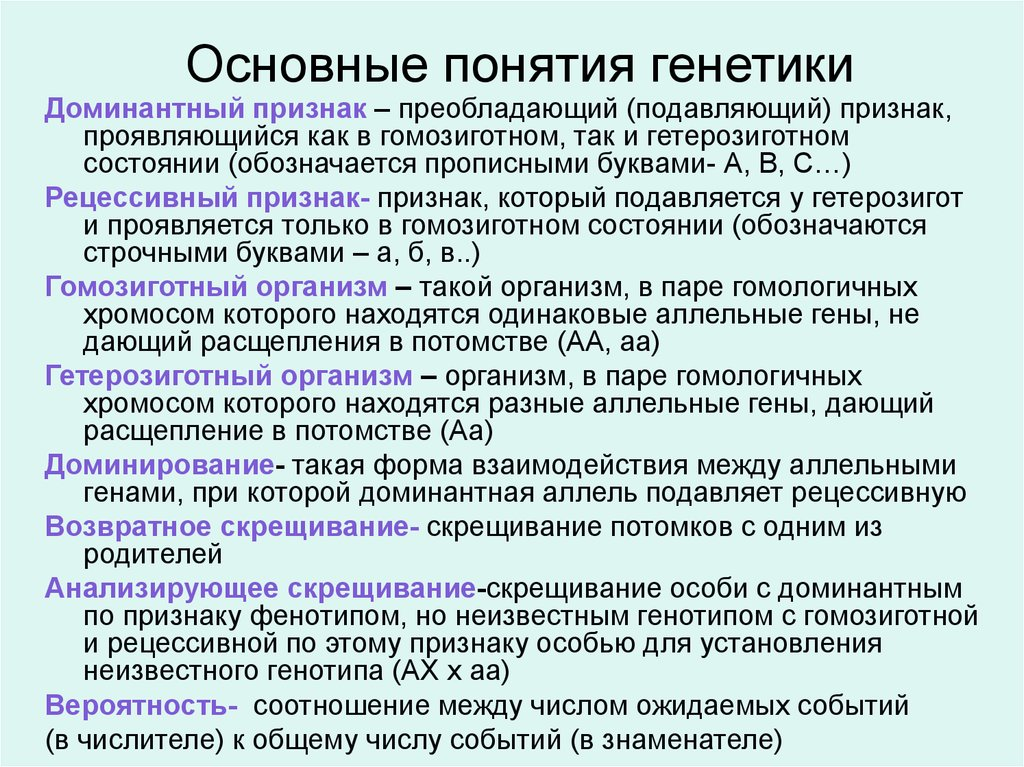 Основные понятия генетики
Доминантный признак – преобладающий (подавляющий) признак,
проявляющийся как в гомозиготном, так и гетерозиготном
состоянии (обозначается прописными буквами- А, В, С…)
Рецессивный признак- признак, который подавляется у гетерозигот
и проявляется только в гомозиготном состоянии (обозначаются
строчными буквами – а, б, в..)
Гомозиготный организм – такой организм, в паре гомологичных
хромосом которого находятся одинаковые аллельные гены, не
дающий расщепления в потомстве (АА, аа)
Гетерозиготный организм – организм, в паре гомологичных
хромосом которого находятся разные аллельные гены, дающий
расщепление в потомстве (Аа)
Доминирование- такая форма взаимодействия между аллельными
генами, при которой доминантная аллель подавляет рецессивную
Возвратное скрещивание- скрещивание потомков с одним из
родителей
Анализирующее скрещивание-скрещивание особи с доминантным
по признаку фенотипом, но неизвестным генотипом с гомозиготной
и рецессивной по этому признаку особью для установления
неизвестного генотипа (АХ х аа)
Вероятность- соотношение между числом ожидаемых событий
(в числителе) к общему числу событий (в знаменателе)